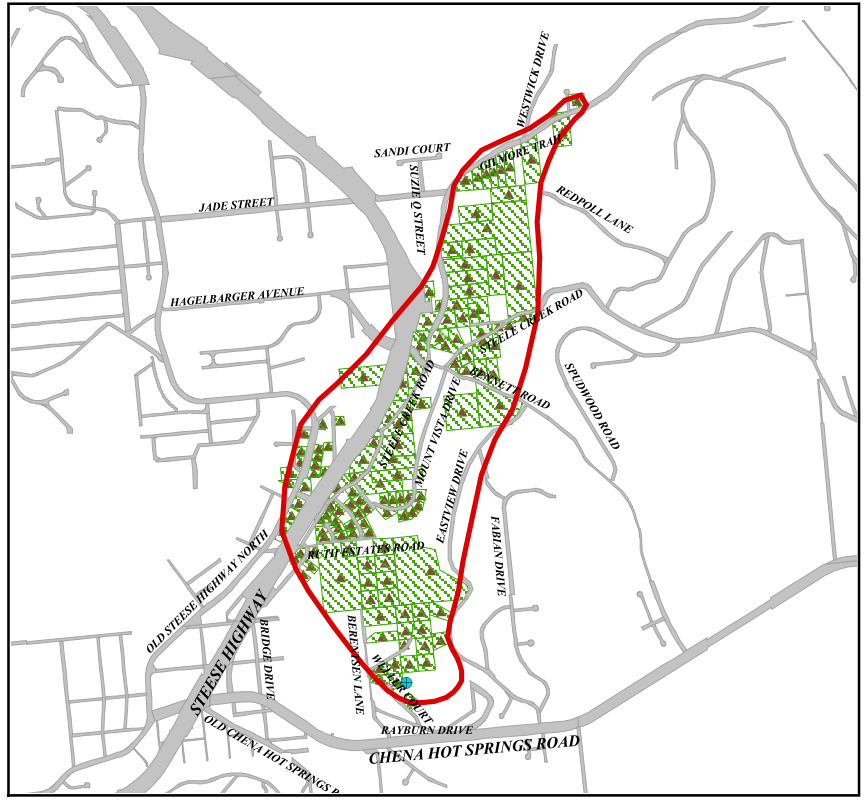 WESTWICK DRIVE
GILMORE TRAIL
SANDI COURT
SUZIE Q STREET
JADE STREET
REDPOLL LANE
HAGELBARGER AVENUE
STEELE CREEK ROAD
BENNETT ROAD
SPUDWOOD ROAD
STEELE CREEK ROAD
MOUNT VISTA DRIVE
EASTVIEW DRIVE
FABIAN DRIVE
RUTH ESTATES ROAD
OLD STEESE HIGHWAY NORTH
STEESE HIGHWAY
BRIDGE DRIVE
BERENTSEN LANE
WELLER COURT
RAYBURN DRIVE
CHENA HOT SPRINGS ROAD
OLD CHENA HOT SPRINGS R